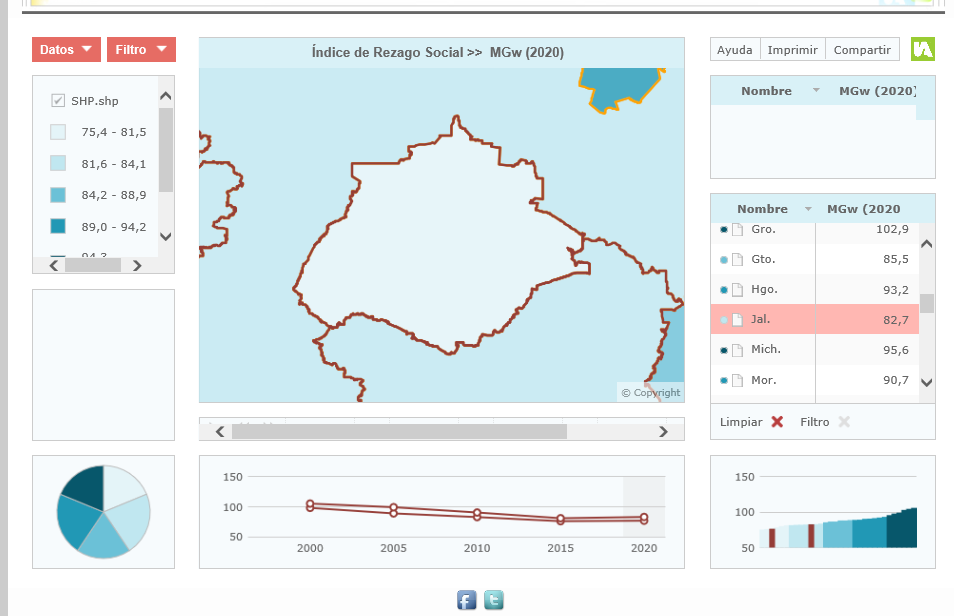 Datos
Filtro
Índice de Rezago Social >> MGw (2020)
Ayuda
Imprimir
Compartir
SHP.shp
75,4 - 81,5
81,6 - 84,1
84,2 - 88,9
89,0 - 94,2
Nombre
MGw (2020)
Nombre
MGw (2020
Gro. 102,9
Gto. 85,5
Hgo. 93,2
Jal. 82,7
Mich. 95,6
Mor. 90,7
© Copyright
Limpiar
Filtro
150
100
50
2000
2005
2010
2015
2020
150
100
50
f
t